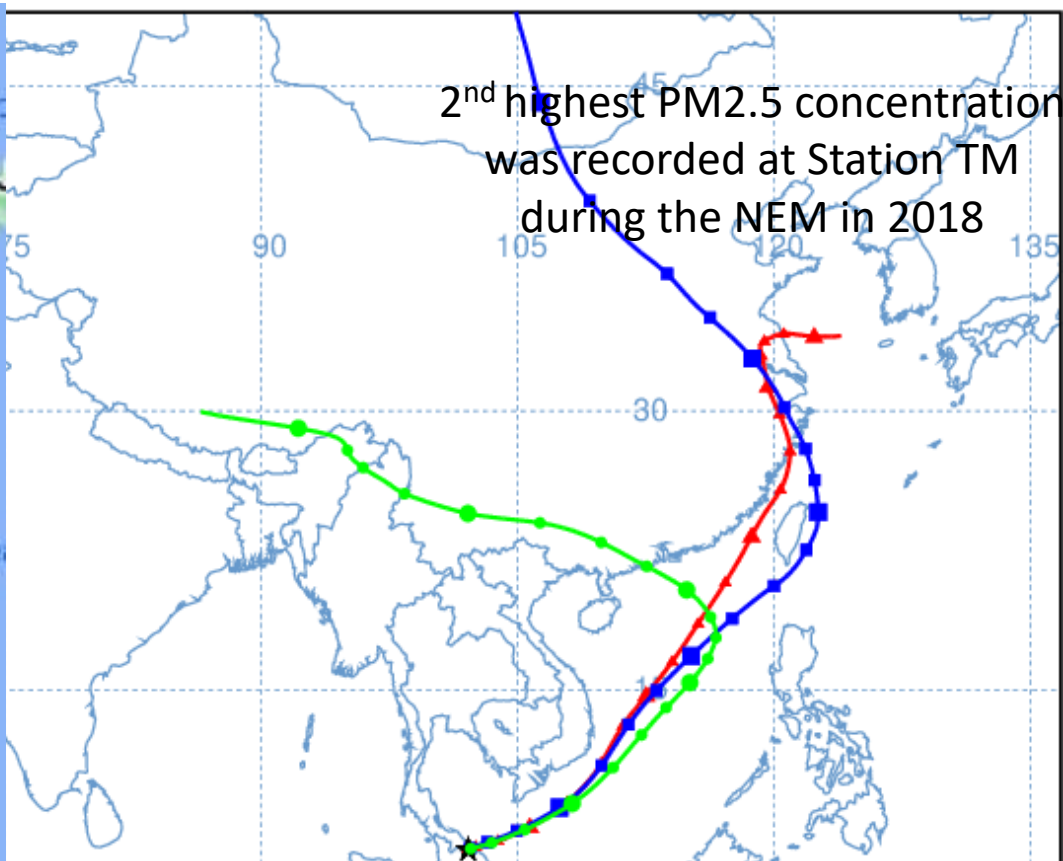 45
2nd highest PM2.5 concentration
was recorded at Station TM
during the NEM in 2018
75 90 105 120 135
30